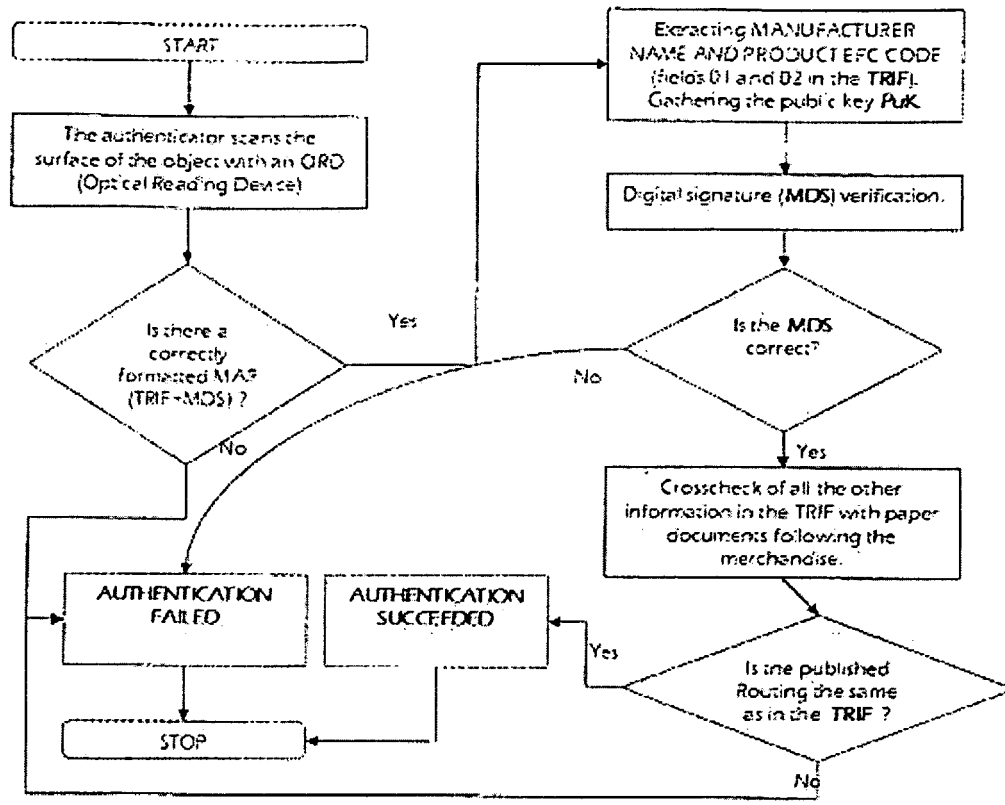 START
The authenticator scans the
surface of the object with an ORD
(Optical Reading Device)
Is there a
correctly
formatted MAP
(TRIF+MDS) ?
Yes
No
Extracting MANUFACTURER
NAME AND PRODUCT EPC CODE
(fields 01 and 02 in the TRIF).
Gathering the public key PuK
Digital signature (MDS) verification.
Is the MDS
correct?
No
Yes
Crosscheck of all the other
information in the TRIF with paper
documents following the
merchandise.
Is the published
Routing the same
as in the TRIF ?
Yes
No
AUTHENTICATION
SUCCEEDED
AUTHENTICATION
FAILED
STOP